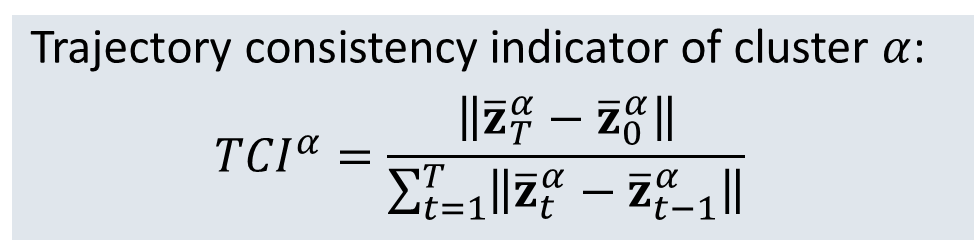 Trajectory consistency indicator of cluster α:
TCI^α = ‖z̄_T^α − z̄_0^α‖ / ∑_{t=1}^T ‖z̄_t^α − z̄_{t−1}^α‖